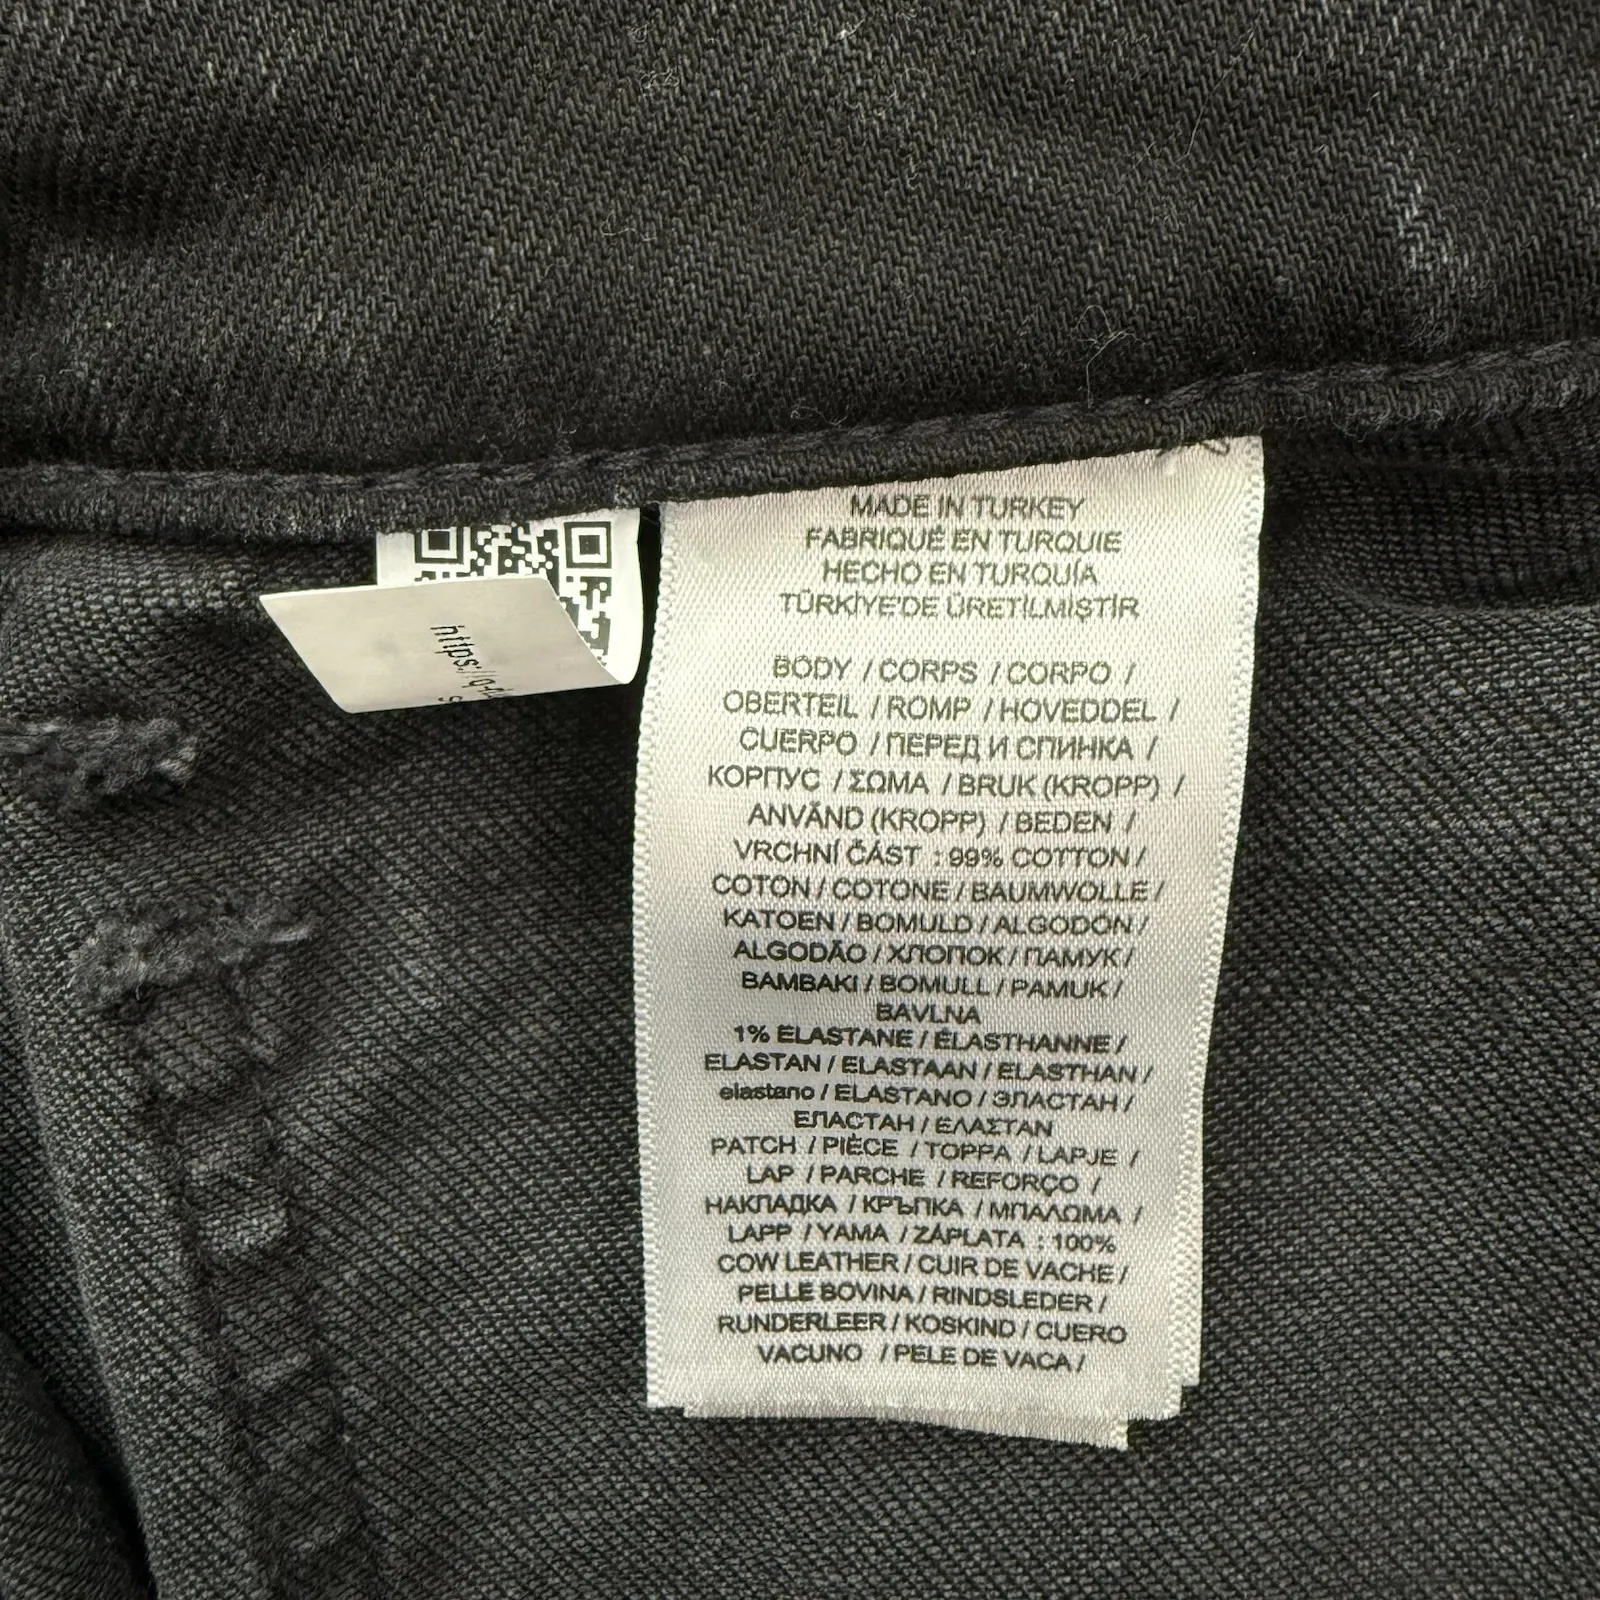 https://q-
MADE IN TURKEY
FABRIQUÉ EN TURQUIE
HECHO EN TURQUÍA
TÜRKİYE'DE ÜRETİLMİŞTİR
BODY / CORPS / CORPO /
OBERTEIL / ROMP / HOVEDDEL /
CUERPO / ПЕРЕД И СПИНКА /
КОРПУС / ΣΩΜΑ / BRUK (KROPP) /
ANVÄND (KROPP) / BEDEN /
VRCHNÍ ČÁST : 99% COTTON /
COTON / COTONE / BAUMWOLLE /
KATOEN / BOMULD / ALGODON /
ALGODÃO / ХЛОПОК / ПАМУК /
BAMBAKI / BOMULL / PAMUK /
BAVLNA
1% ELASTANE / ÉLASTHANNE /
ELASTAN / ELASTAAN / ELASTHAN /
elastano / ELASTANO / ЭЛАСТАН /
ЕЛАСТАН / ΕΛΑΣΤΑΝ
PATCH / PIÈCE / TOPPA / LAPJE /
LAP / PARCHE / REFORÇO /
НАКЛАДКА / КРЪПКА / ΜΠΑΛΩΜΑ /
LAPP / YAMA / ZÁPLATA : 100%
COW LEATHER / CUIR DE VACHE /
PELLE BOVINA / RINDSLEDER /
RUNDERLEER / KOSKIND / CUERO
VACUNO / PELE DE VACA /